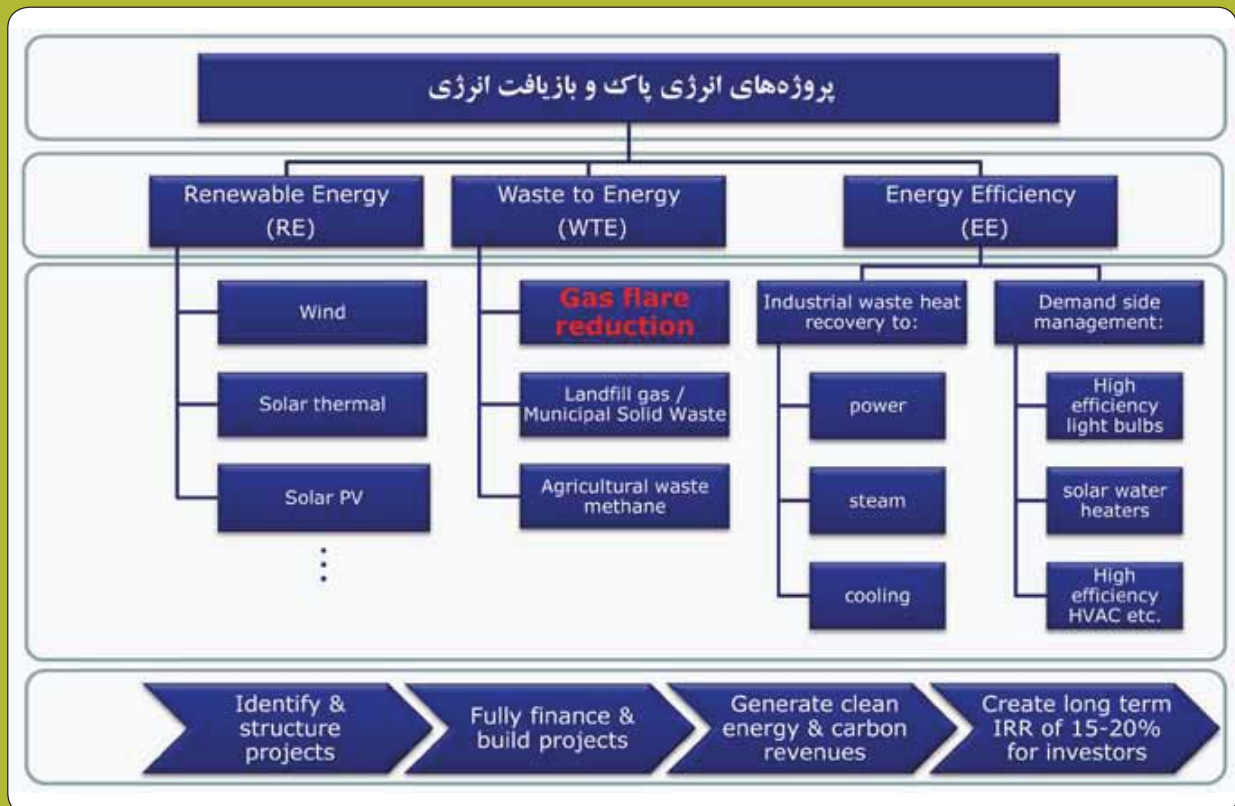 پروژه‌های انرژی پاک و بازیافت انرژی
Renewable Energy
(RE)
Waste to Energy
(WTE)
Energy Efficiency
(EE)
Wind
Solar thermal
Solar PV
Gas flare
reduction
Landfill gas /
Municipal Solid Waste
Agricultural waste
methane
Industrial waste heat
recovery to:
power
steam
cooling
Demand side
management:
High
efficiency
light bulbs
solar water
heaters
High
efficiency
HVAC etc.
Identify &
structure
projects
Fully finance &
build projects
Generate clean
energy & carbon
revenues
Create long term
IRR of 15-20%
for investors